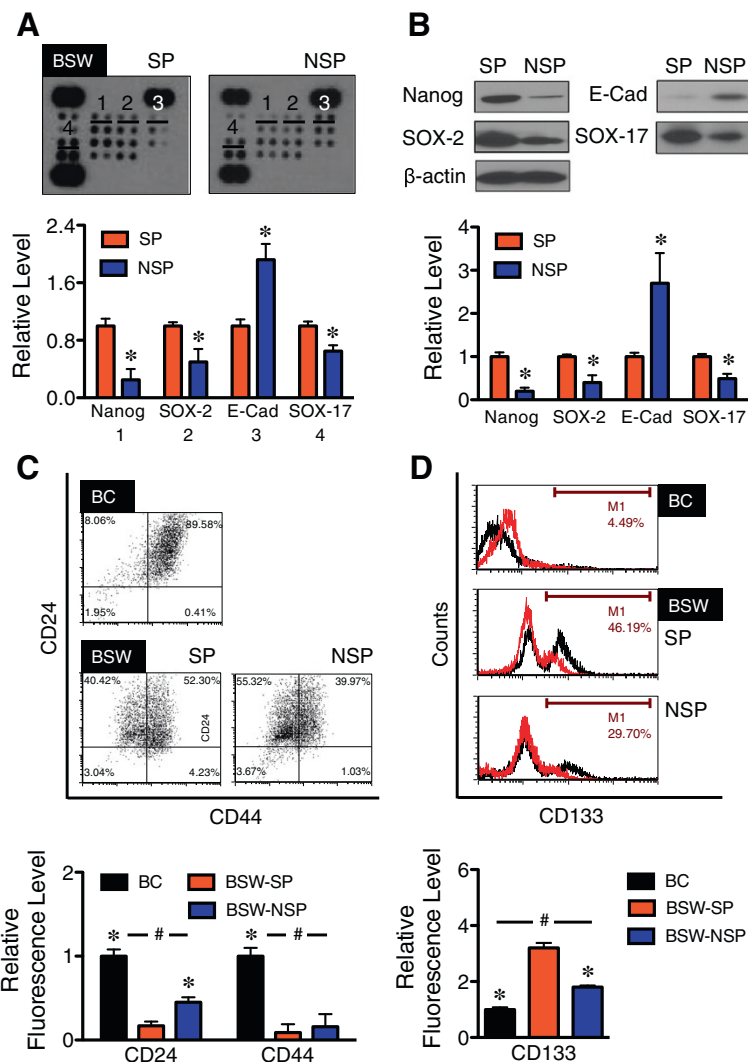 A
BSW
SP
NSP
1 2 3
4
1 2 3
4
Relative Level
2.4
1.6
0.8
0.0
SP
NSP
*
*
*
*
Nanog SOX-2 E-Cad SOX-17
1 2 3 4
B
SP NSP
SP NSP
Nanog
E-Cad
SOX-2
SOX-17
β-actin
Relative Level
4
3
2
1
0
SP
NSP
*
*
*
*
Nanog SOX-2 E-Cad SOX-17
C
BC
8.06% 89.58%
1.95% 0.41%
CD24
BSW
SP
NSP
40.42% 52.30%
CD24
3.04% 4.23%
55.32% 39.97%
3.67% 1.03%
CD44
Relative
Fluorescence Level
2
1
0
BC
BSW-SP
BSW-NSP
* # *
* #
CD24 CD44
D
BC
M1
4.49%
BSW
SP
M1
46.19%
NSP
M1
29.70%
Counts
CD133
Relative
Fluorescence Level
6
4
2
0
BC
BSW-SP
BSW-NSP
#
* *
CD133